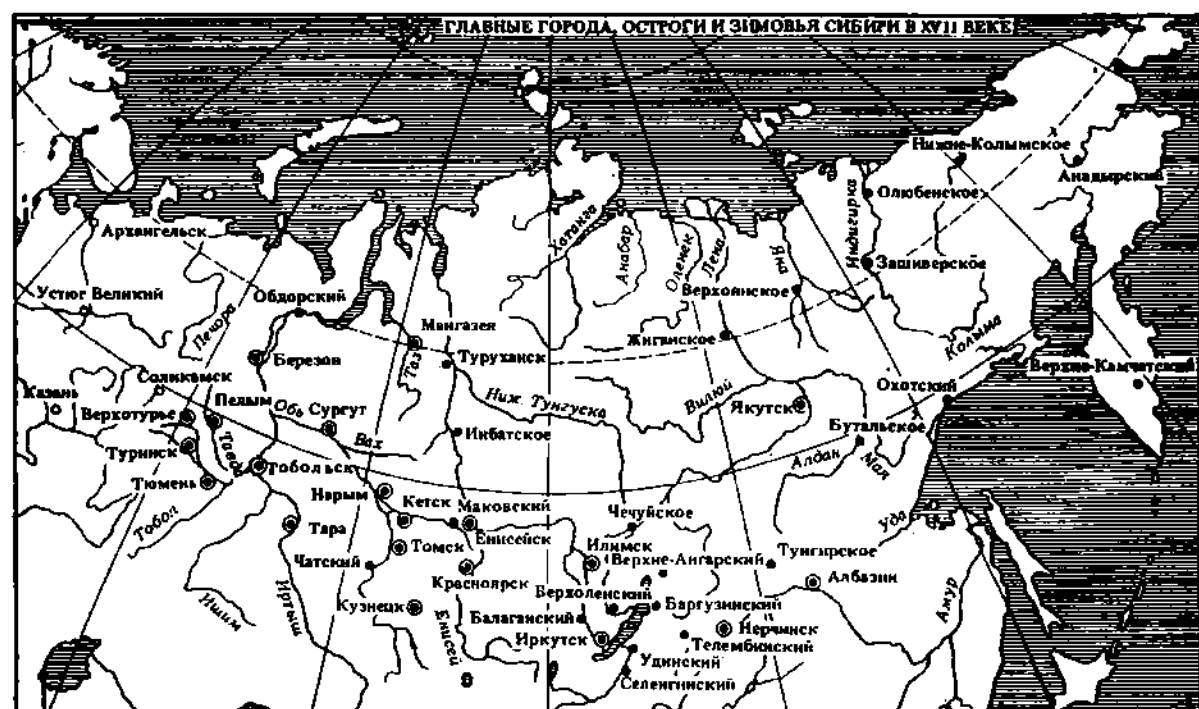 ГЛАВНЫЕ ГОРОДА, ОСТРОГИ И ЗИМОВЬЯ СИБИРИ В XVII ВЕКЕ
Нижне-Колымское
Анадырский
Олюбенское
Индигирка
Архангельск
Хатанга
Анабар
Оленек
Лена
Яна
Зашиверское
Устюг Великий
Обдорский
Верхоянское
Печора
Мангазея
Жиганское
Колыма
Березов
Таз
Туруханск
Верхне-Камчатский
Соликамск
Казань
Пелым
Обь
Сургут
Ниж. Тунгуска
Вилюй
Якутск
Охотский
Верхотурье
Бутальское
Туринск
Тавда
Вах
Инбатское
Алдан
Мая
Тюмень
Тобольск
Нарым
Кетск
Маковский
Чечуйское
Уда
Тобол
Тара
Енисейск
Томск
Илимск
Тунгирское
Чатский
Верхне-Ангарский
Красноярск
Албазин
Ишим
Иртыш
Кузнецк
Енисей
Верхоленский
Баргузинский
Амур
Балаганский
Нерчинск
Иркутск
Телембинский
Удинский
Селенгинский